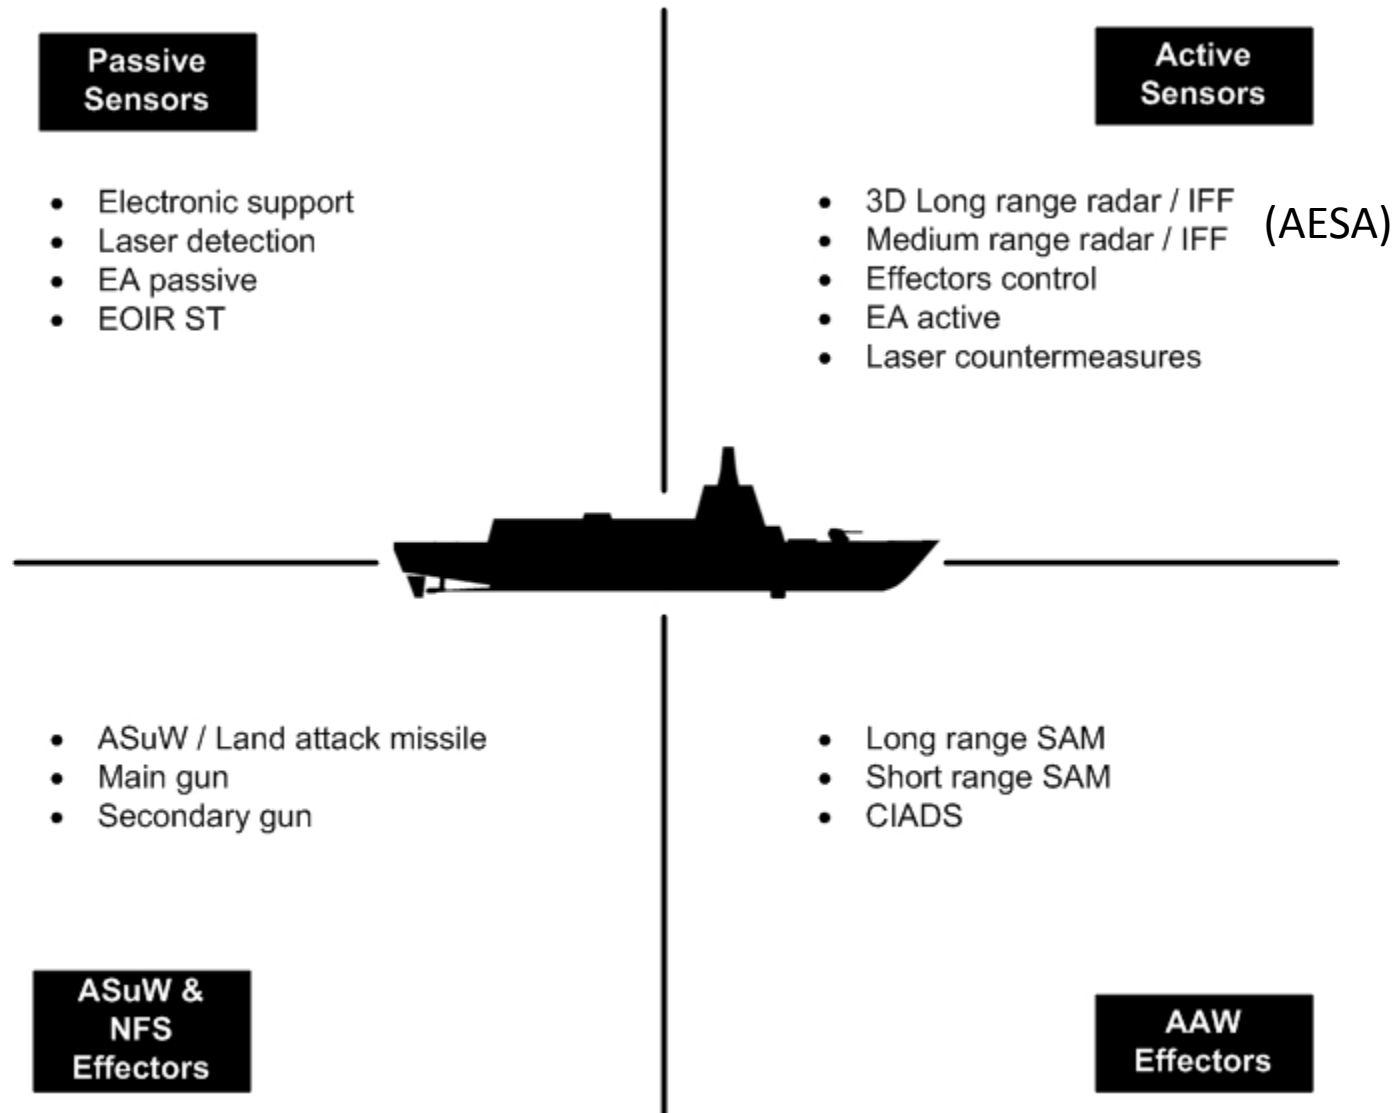 Passive
Sensors
Electronic support
Laser detection
EA passive
EOIR ST
Active
Sensors
3D Long range radar / IFF
Medium range radar / IFF
(AESA)
Effectors control
EA active
Laser countermeasures
ASuW / Land attack missile
Main gun
Secondary gun
ASuW &
NFS
Effectors
Long range SAM
Short range SAM
CIADS
AAW
Effectors